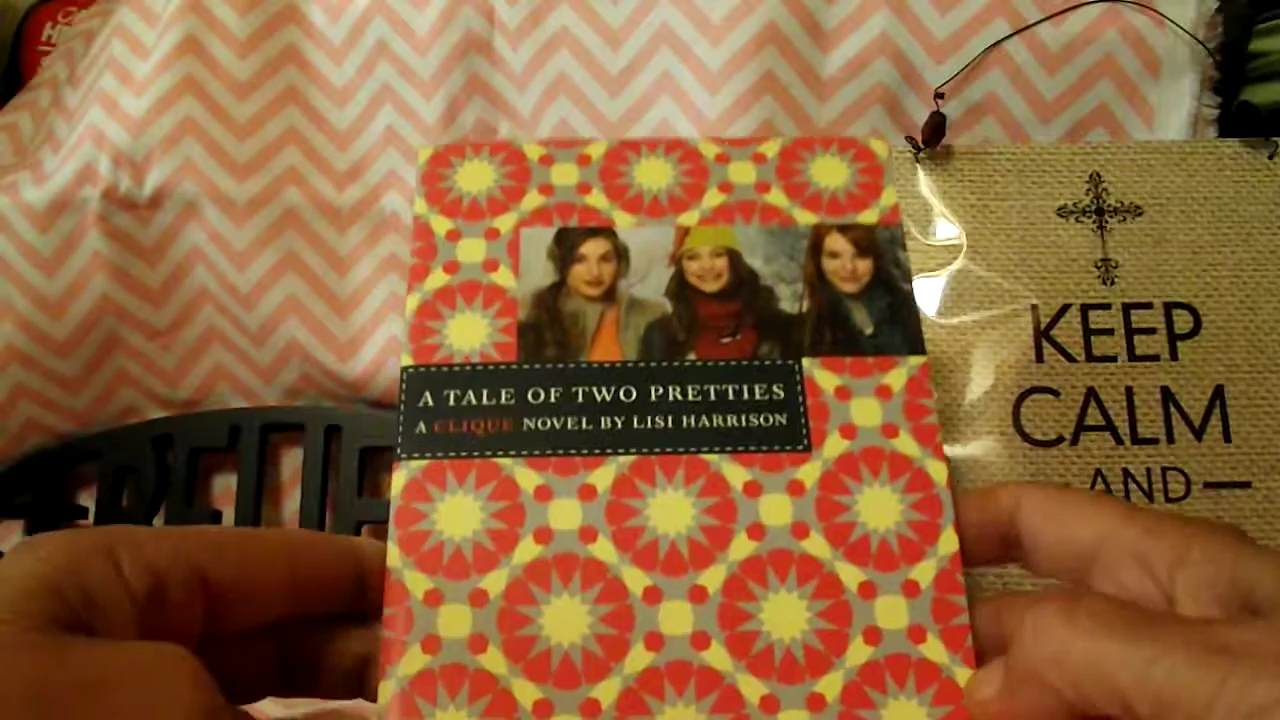 A TALE OF TWO PRETTIES
A CLIQUE NOVEL BY LISI HARRISON
KEEP
CALM
AND